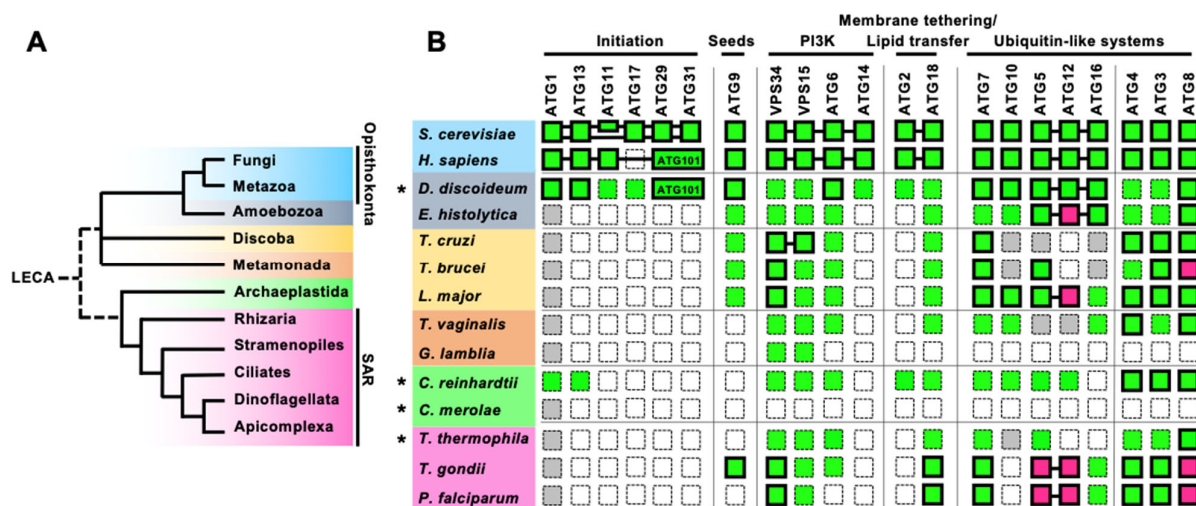 A
Opisthokonta
Fungi
Metazoa
Amoebozoa
Discoba
LECA
Metamonada
Archaeplastida
Rhizaria
Stramenopiles
Ciliates
Dinoflagellata
Apicomplexa
SAR
B
Membrane tethering/
Initiation Seeds PI3K Lipid transfer Ubiquitin-like systems
ATG1 ATG13 ATG11 ATG17 ATG29 ATG31 ATG9 VPS34 VPS15 ATG6 ATG14 ATG2 ATG18 ATG7 ATG10 ATG5 ATG12 ATG16 ATG4 ATG3 ATG8
S. cerevisiae
H. sapiens ATG101
* D. discoideum ATG101
E. histolytica
T. cruzi
T. brucei
L. major
T. vaginalis
G. lamblia
* C. reinhardtii
* C. merolae
* T. thermophila
T. gondii
P. falciparum